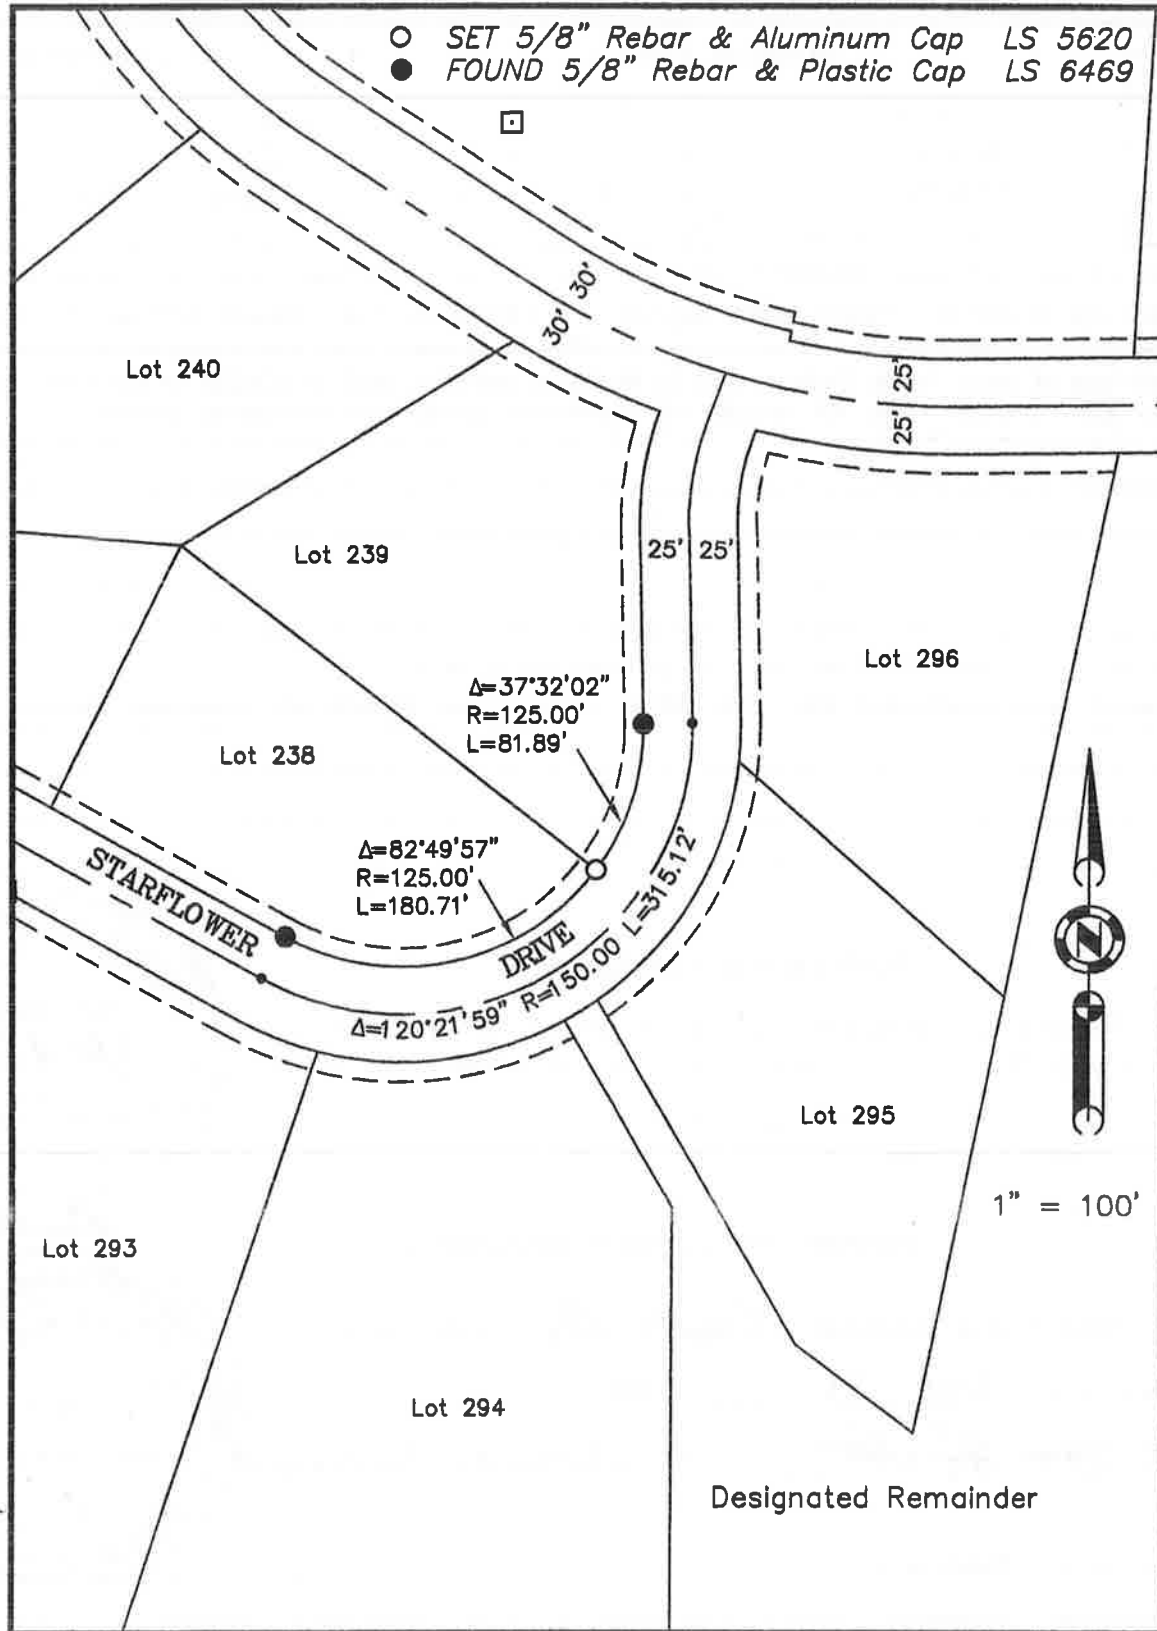 SET 5/8" Rebar & Aluminum Cap LS 5620
FOUND 5/8" Rebar & Plastic Cap LS 6469
30'
30'
Lot 240
25'
25'
Lot 239
25' 25'
Lot 296
Δ=37°32'02"
R=125.00'
L=81.89'
Lot 238
Δ=82°49'57"
R=125.00'
L=180.71'
STARFLOWER DRIVE
Δ=120°21'59" R=150.00 L=315.12'
N
Lot 295
1" = 100'
Lot 293
Lot 294
Designated Remainder